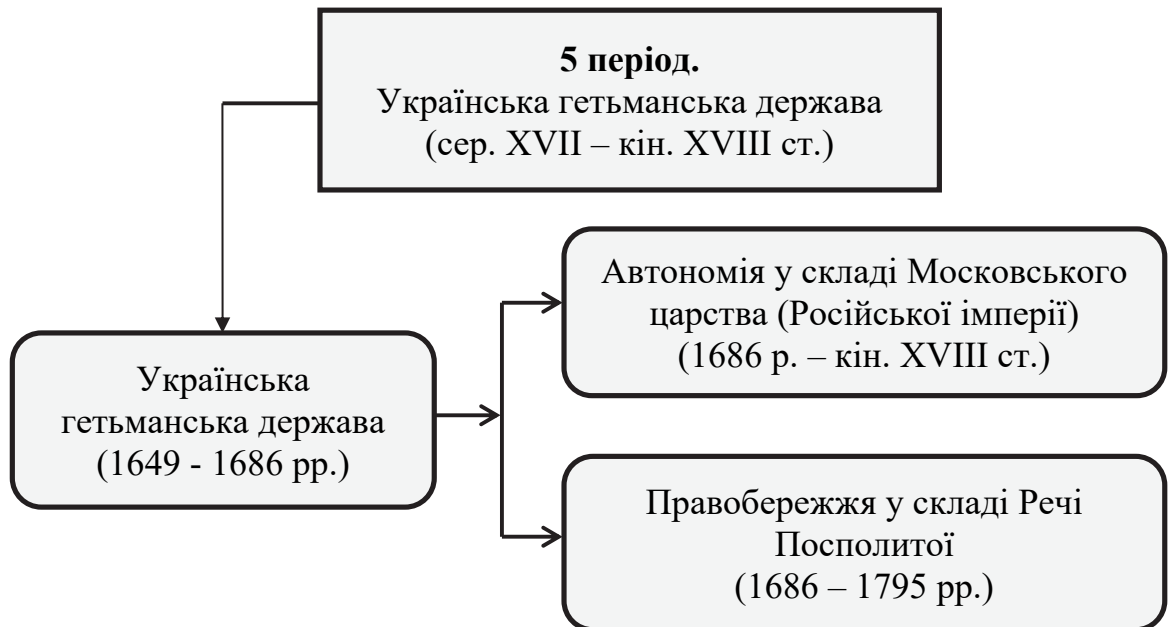 5 період.
Українська гетьманська держава
(сер. XVII – кін. XVIII ст.)
Автономія у складі Московського
царства (Російської імперії)
(1686 р. – кін. XVIII ст.)
Українська
гетьманська держава
(1649 - 1686 рр.)
Правобережжя у складі Речі
Посполитої
(1686 – 1795 рр.)